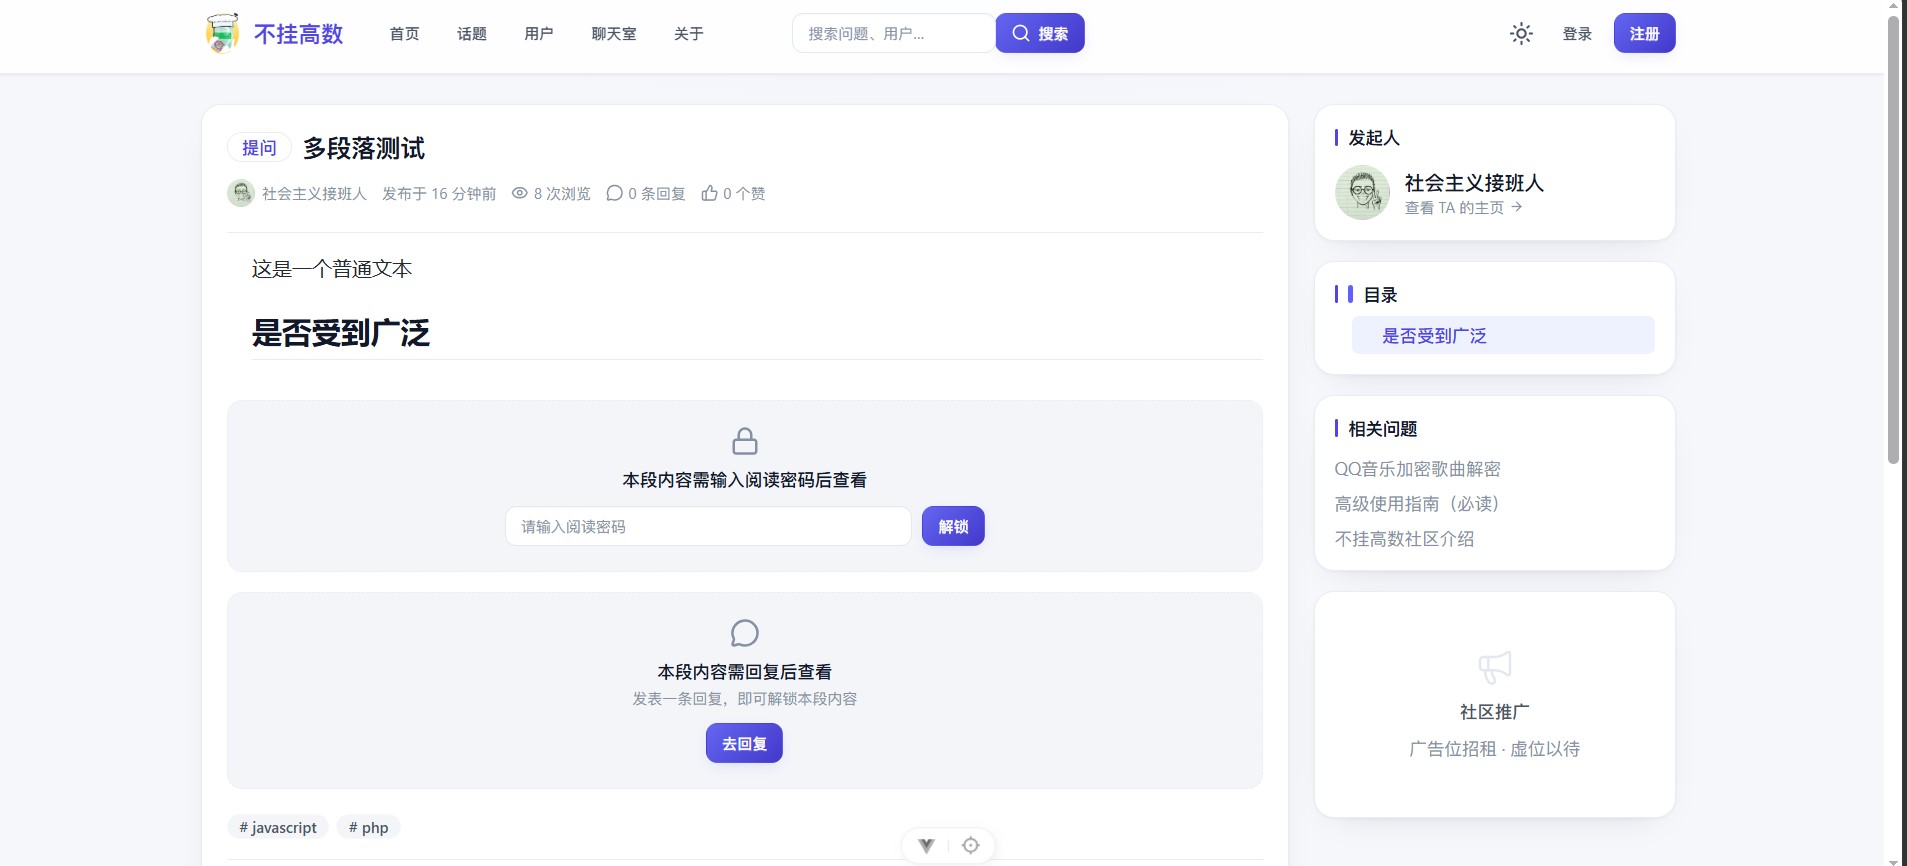 不挂高数 首页 话题 用户 聊天室 关于 搜索问题、用户... 搜索 登录 注册
提问 多段落测试
社会主义接班人 发布于 16 分钟前 8 次浏览 0 条回复 0 个赞
这是一个普通文本
是否受到广泛
本段内容需输入阅读密码后查看
请输入阅读密码 解锁
本段内容需回复后查看
发表一条回复，即可解锁本段内容
去回复
# javascript # php
发起人
社会主义接班人
查看 TA 的主页 →
目录
是否受到广泛
相关问题
QQ音乐加密歌曲解密
高级使用指南（必读）
不挂高数社区介绍
社区推广
广告位招租 · 虚位以待